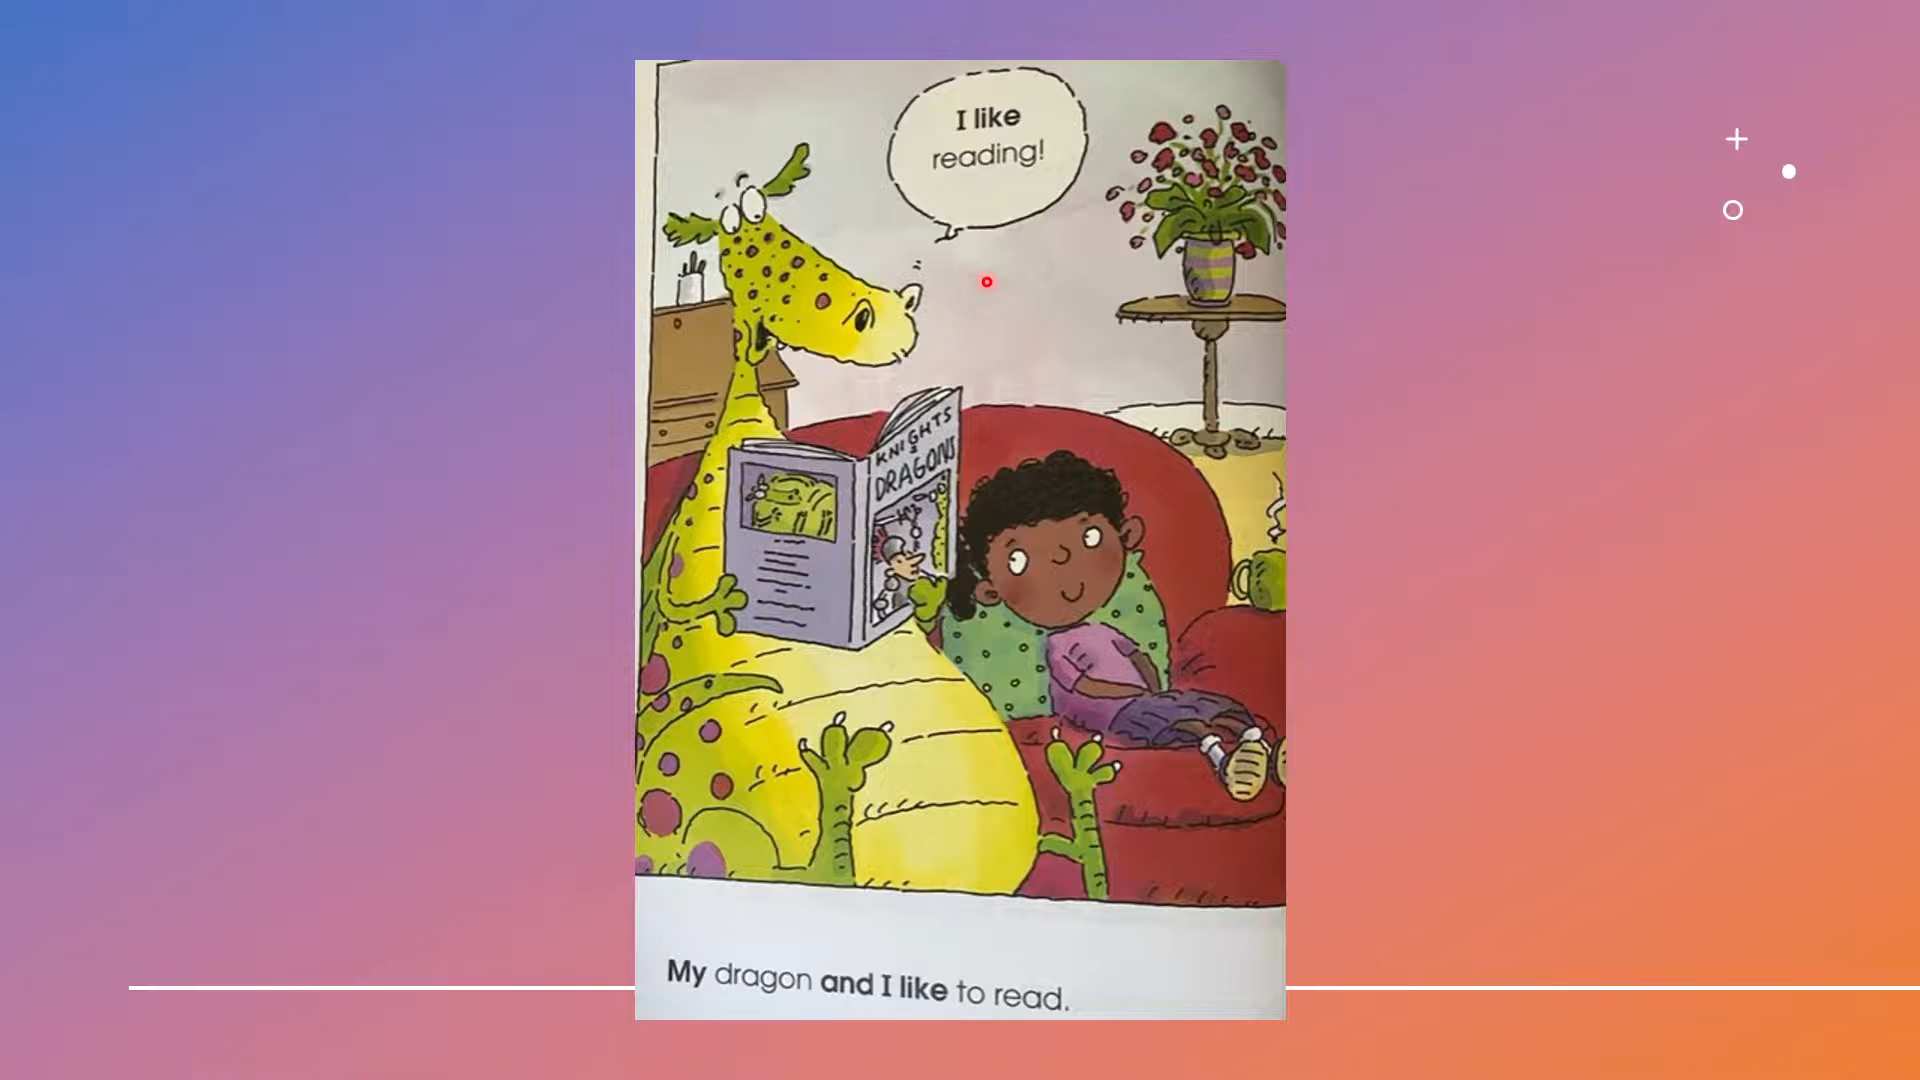 I like
reading!
KNIGHTS
&
DRAGONS
My dragon and I like to read.